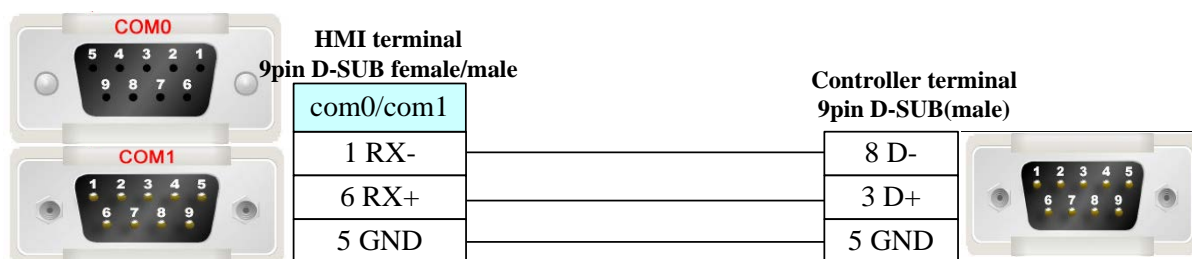 COM0
5 4 3 2 1
9 8 7 6
COM1
1 2 3 4 5
6 7 8 9
HMI terminal
9pin D-SUB female/male
com0/com1
1 RX-
6 RX+
5 GND
Controller terminal
9pin D-SUB(male)
8 D-
3 D+
5 GND
1 2 3 4 5
6 7 8 9